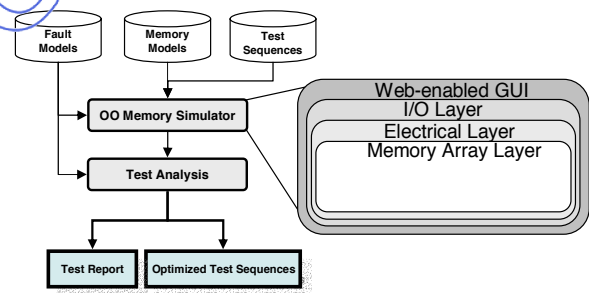 Fault
Models
Memory
Models
Test
Sequences
OO Memory Simulator
Test Analysis
Test Report
Optimized Test Sequences
Web-enabled GUI
I/O Layer
Electrical Layer
Memory Array Layer